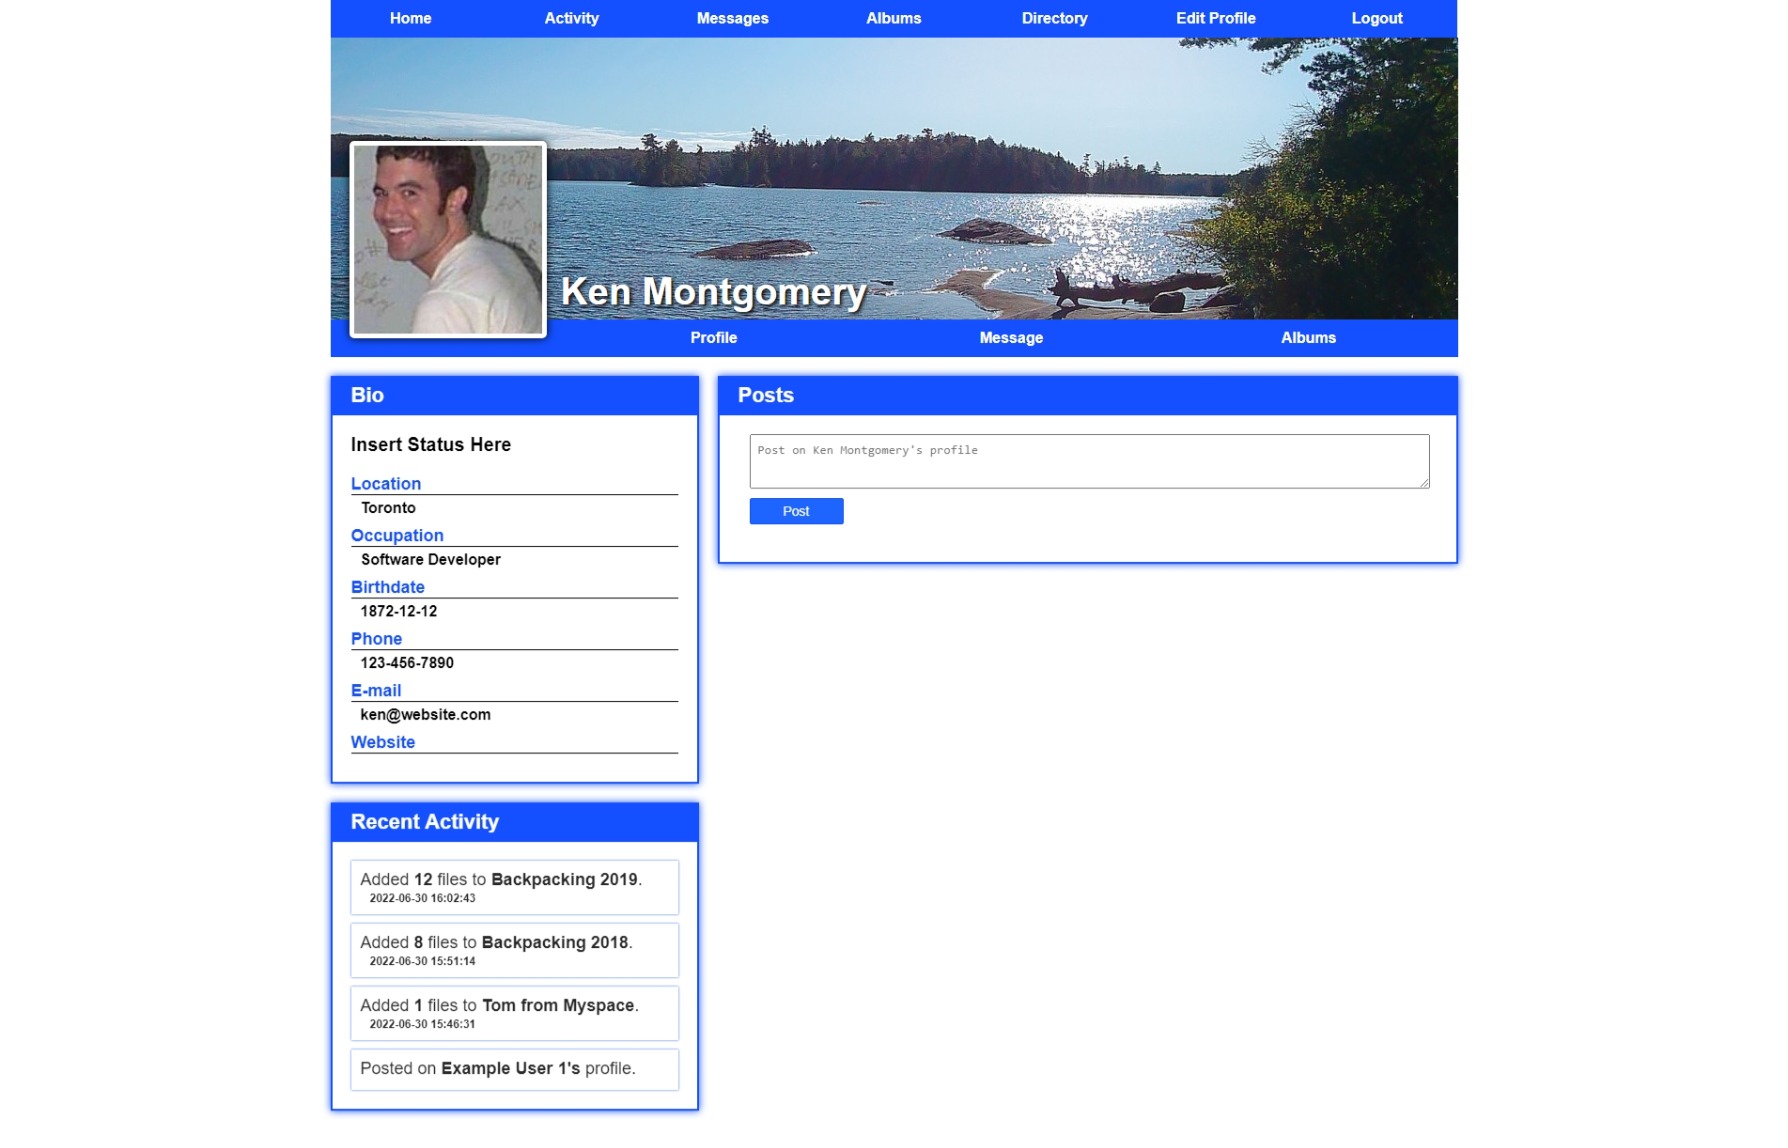 Home Activity Messages Albums Directory Edit Profile Logout
Ken Montgomery
Profile Message Albums
Bio
Insert Status Here
Location
Toronto
Occupation
Software Developer
Birthdate
1872-12-12
Phone
123-456-7890
E-mail
ken@website.com
Website
Recent Activity
Added 12 files to Backpacking 2019.
2022-06-30 16:02:43
Added 8 files to Backpacking 2018.
2022-06-30 15:51:14
Added 1 files to Tom from Myspace.
2022-06-30 15:46:31
Posted on Example User 1's profile.
Posts
Post on Ken Montgomery's profile
Post